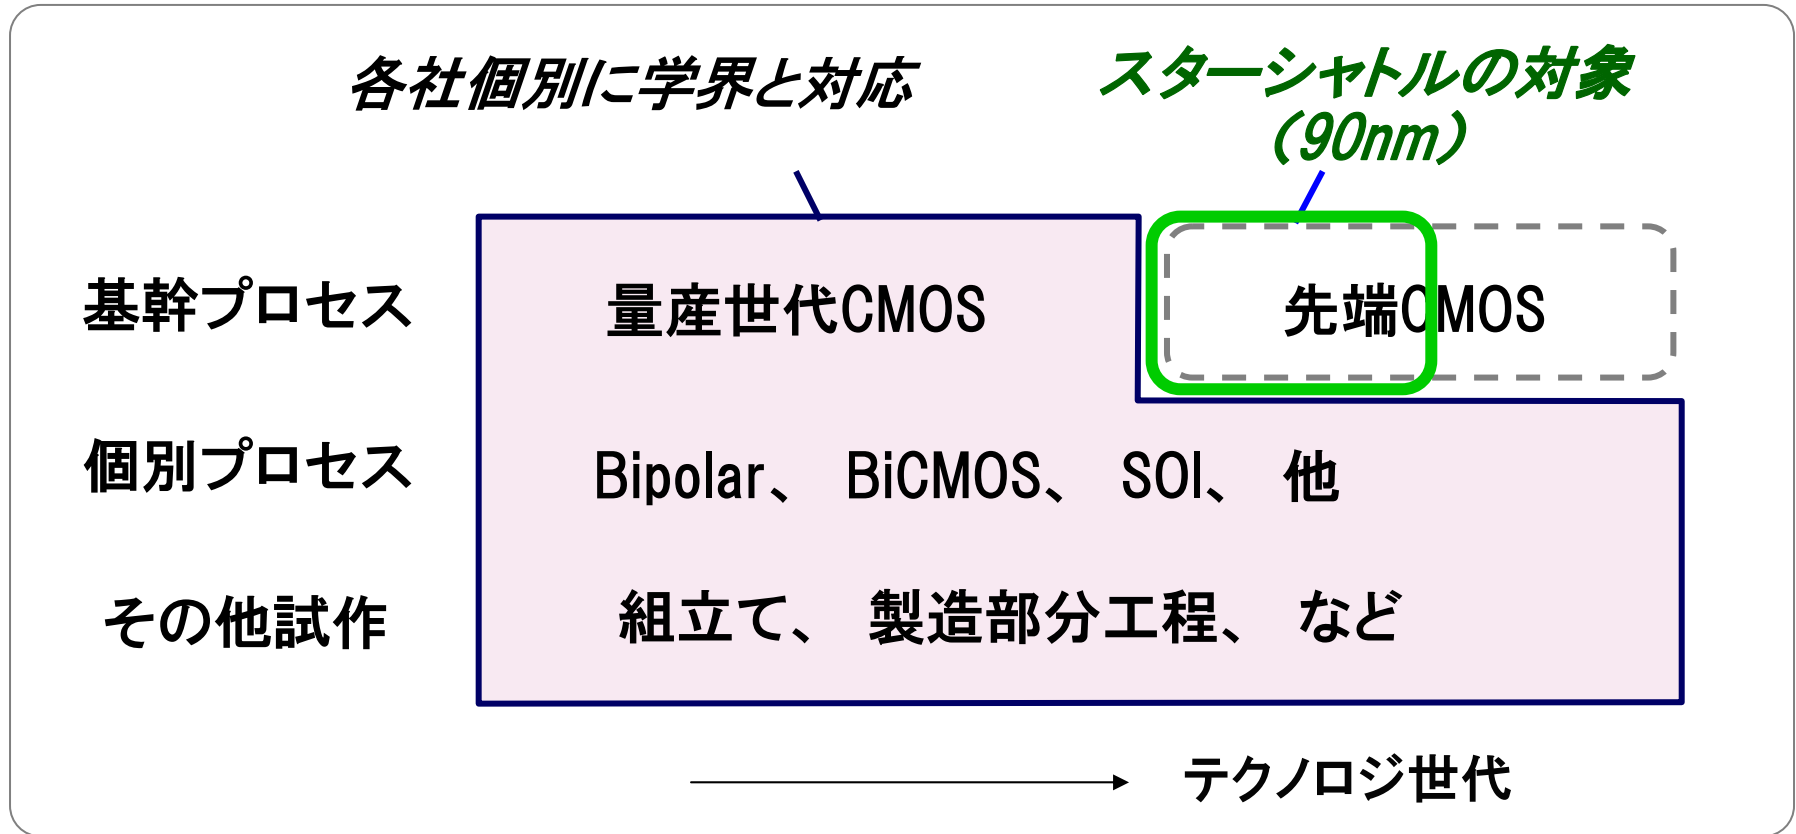 各社個別に学界と対応
スターシャトルの対象
（90nm）
基幹プロセス
量産世代CMOS
先端CMOS
個別プロセス
Bipolar、 BiCMOS、 SOI、 他
その他試作
組立て、 製造部分工程、 など
テクノロジ世代